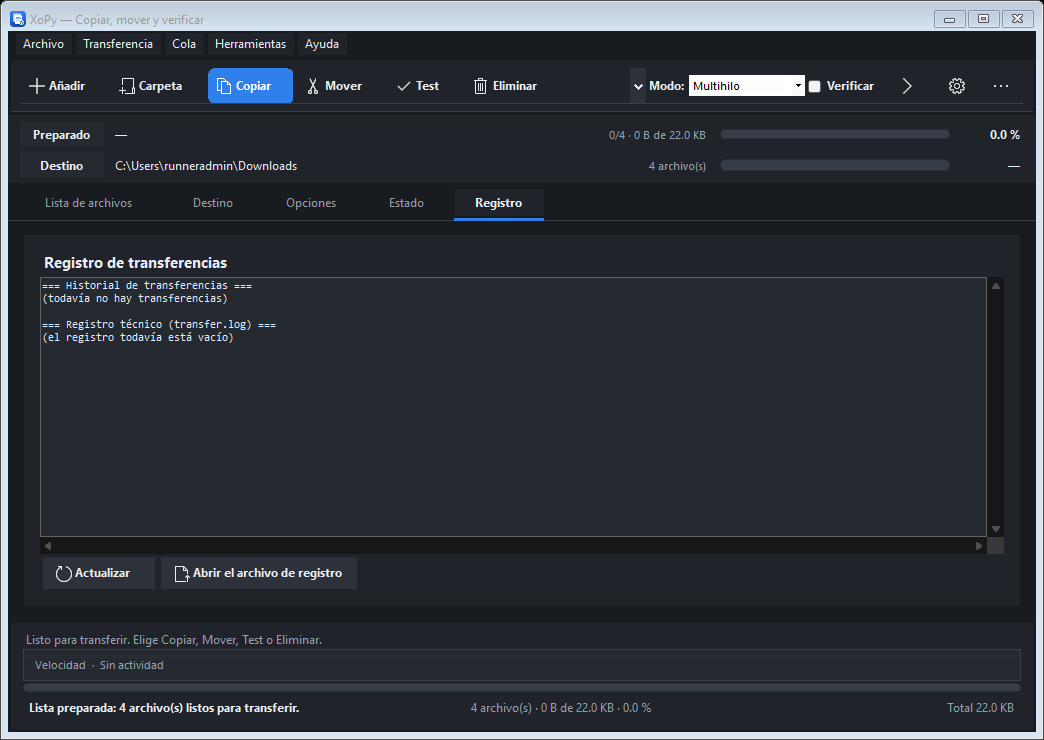 XoPy — Copiar, mover y verificar
Archivo Transferencia Cola Herramientas Ayuda
Añadir Carpeta Copiar Mover Test Eliminar Modo: Multihilo Verificar ...
Preparado — 0/4 · 0 B de 22.0 KB 0.0 %
Destino C:\Users\runneradmin\Downloads 4 archivo(s) —
Lista de archivos Destino Opciones Estado Registro
Registro de transferencias
=== Historial de transferencias ===
(todavía no hay transferencias)
=== Registro técnico (transfer.log) ===
(el registro todavía está vacío)
Actualizar Abrir el archivo de registro
Listo para transferir. Elige Copiar, Mover, Test o Eliminar.
Velocidad · Sin actividad
Lista preparada: 4 archivo(s) listos para transferir. 4 archivo(s) · 0 B de 22.0 KB · 0.0 % Total 22.0 KB